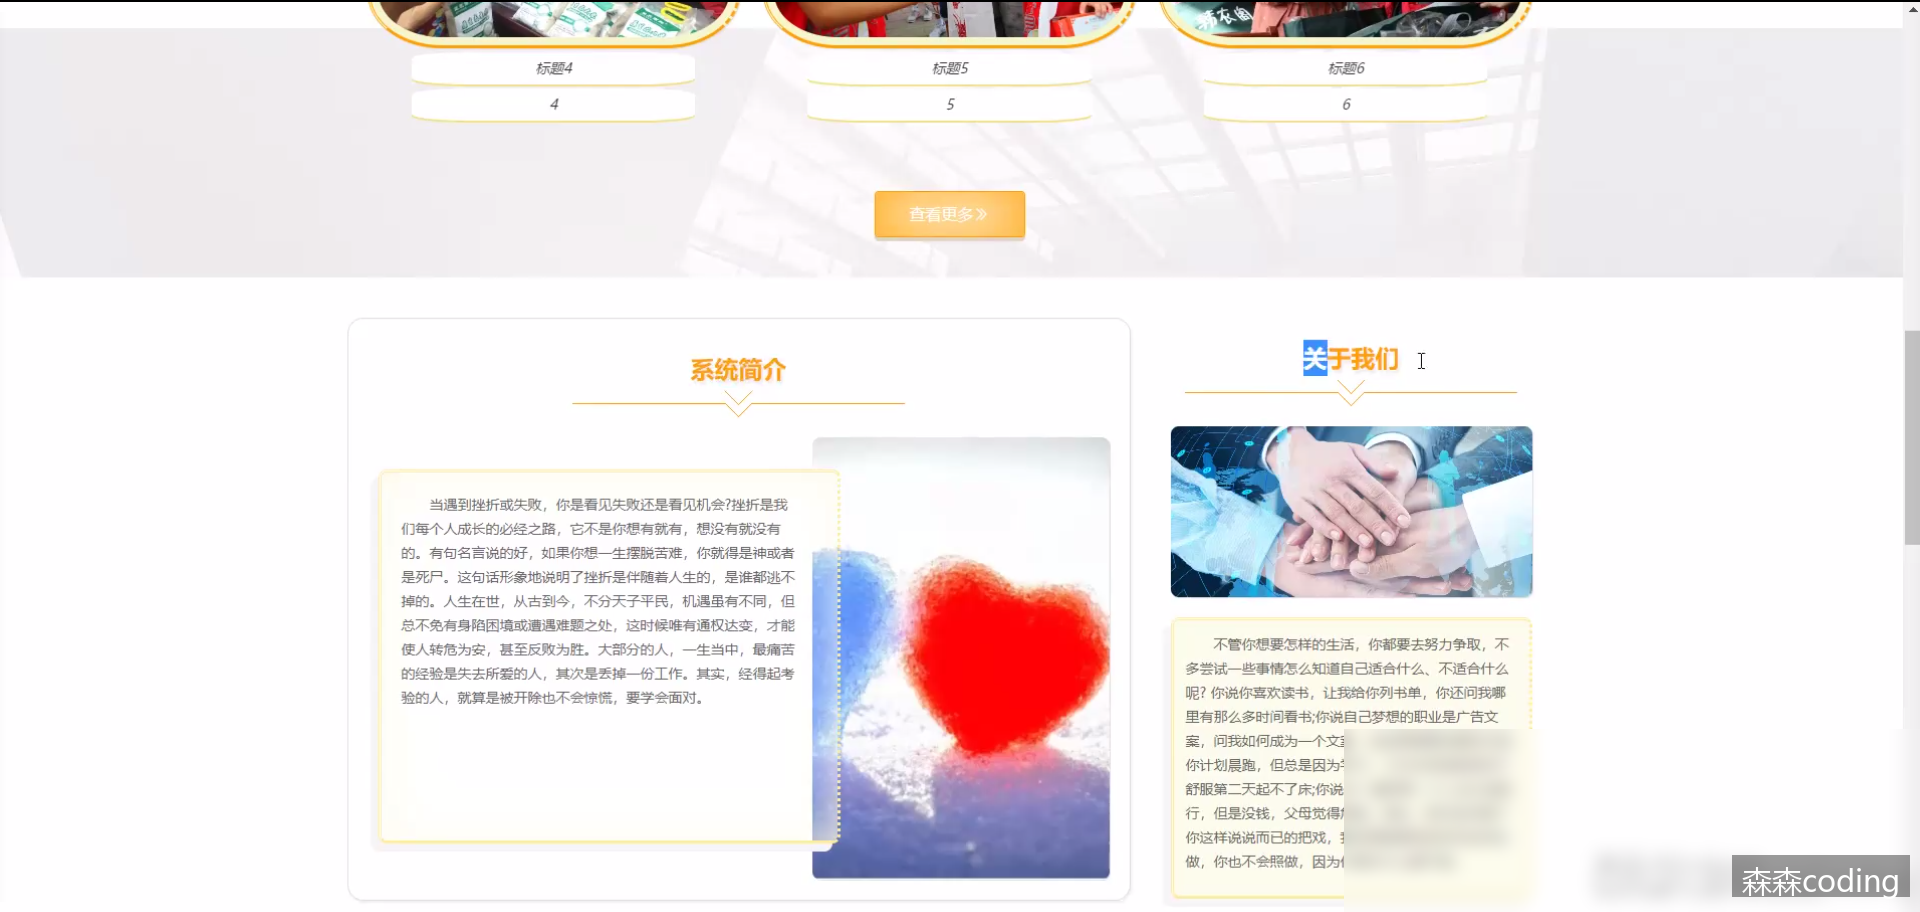 韩衣阁
标题4
标题5
标题6
4
5
6
查看更多
系统简介
关于我们
当遇到挫折或失败，你是看见失败还是看见机会?挫折是我
们每个人成长的必经之路，它不是你想有就有，想没有就没有
的。有句名言说的好，如果你想一生摆脱苦难，你就得是神或者
是死尸。这句话形象地说明了挫折是伴随着人生的，是谁都逃不
掉的。人生在世，从古到今，不分天子平民，机遇虽有不同，但
总不免有身陷困境或遭遇难题之处，这时候唯有通权达变，才能
使人转危为安，甚至反败为胜。大部分的人，一生当中，最痛苦
的经验是失去所爱的人，其次是丢掉一份工作。其实，经得起考
验的人，就算是被开除也不会惊慌，要学会面对。
不管你想要怎样的生活，你都要去努力争取，不
多尝试一些事情怎么知道自己适合什么、不适合什么
呢? 你说你喜欢读书，让我给你列书单，你还问我哪
里有那么多时间看书;你说自己梦想的职业是广告文
案，问我如何成为一个文
你计划晨跑，但总是因为
舒服第二天起不了床;你说
行，但是没钱，父母觉得
你这样说说而已的把戏，
做，你也不会照做，因为
森森coding